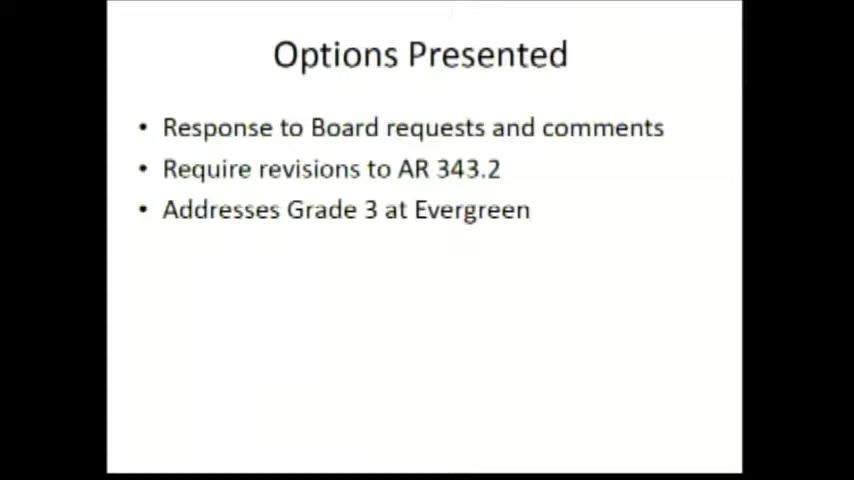 Options Presented
• Response to Board requests and comments
• Require revisions to AR 343.2
• Addresses Grade 3 at Evergreen